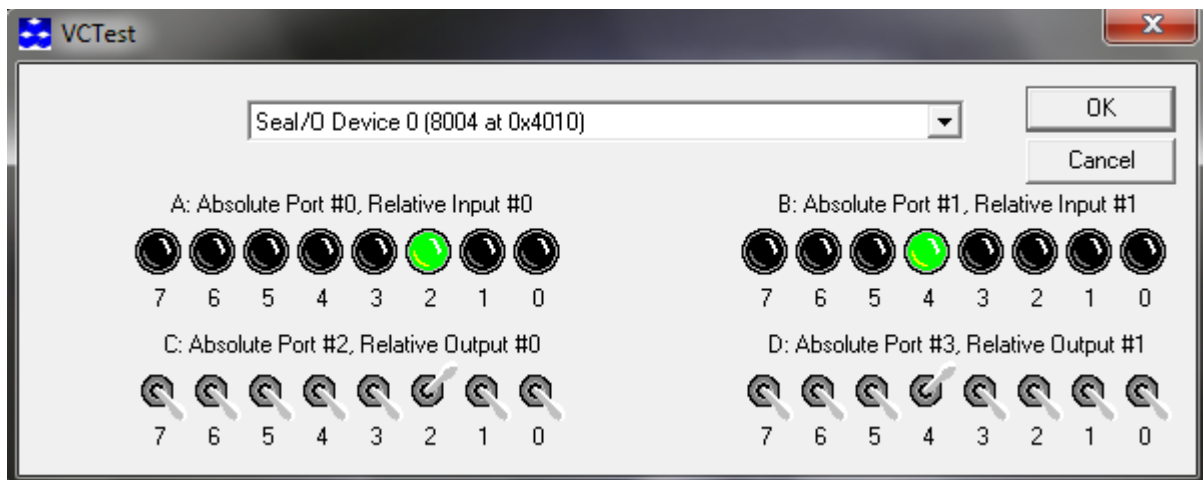 VCTest
SeaI/O Device 0 (8004 at 0x4010)
OK
Cancel
A: Absolute Port #0, Relative Input #0
7 6 5 4 3 2 1 0
B: Absolute Port #1, Relative Input #1
7 6 5 4 3 2 1 0
C: Absolute Port #2, Relative Output #0
7 6 5 4 3 2 1 0
D: Absolute Port #3, Relative Output #1
7 6 5 4 3 2 1 0